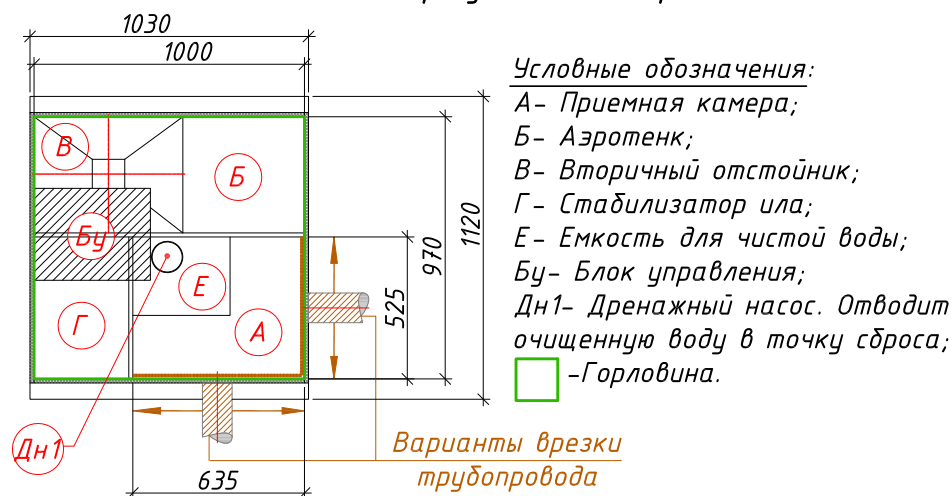 1030
1000
Условные обозначения:
А- Приемная камера;
Б- Аэротенк;
В- Вторичный отстойник;
Г- Стабилизатор ила;
Е- Емкость для чистой воды;
Бу- Блок управления;
Дн1- Дренажный насос. Отводит
очищенную воду в точку сброса;
-Горловина.
В
Б
Бу
Е
Г
А
525
970
1120
Дн1
Варианты врезки
трубопровода
635